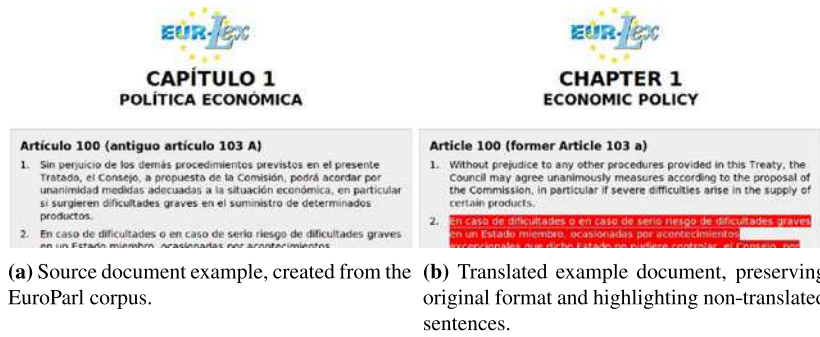 EUR-Lex
CAPÍTULO 1
POLÍTICA ECONÓMICA
Artículo 100 (antiguo artículo 103 A)
1. Sin perjuicio de los demás procedimientos previstos en el presente
Tratado, el Consejo, a propuesta de la Comisión, podrá acordar por
unanimidad medidas adecuadas a la situación económica, en particular
si surgieren dificultades graves en el suministro de determinados
productos.
2. En caso de dificultades o en caso de serio riesgo de dificultades graves
en un Estado miembro, ocasionadas por acontecimientos
(a) Source document example, created from the
EuroParl corpus.
EUR-Lex
CHAPTER 1
ECONOMIC POLICY
Article 100 (former Article 103 a)
1. Without prejudice to any other procedures provided in this Treaty, the
Council may agree unanimously measures according to the proposal of
the Commission, in particular if severe difficulties arise in the supply of
certain products.
2. En caso de dificultades o en caso de serio riesgo de dificultades graves
en un Estado miembro, ocasionadas por acontecimientos
excepcionales que dicho Estado no pudiere controlar, el Consejo, por
(b) Translated example document, preserving
original format and highlighting non-translated
sentences.